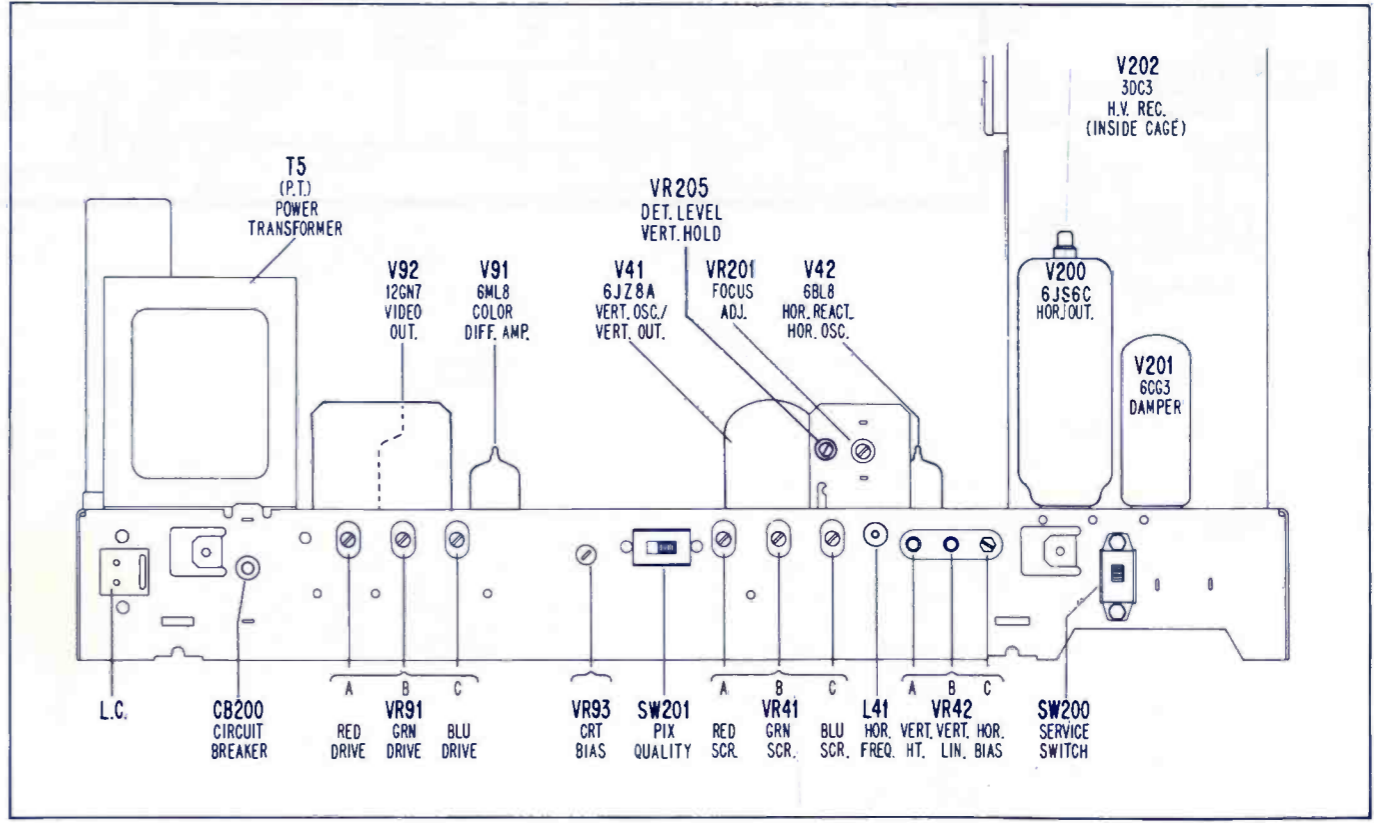 V202
3DC3
H.V. REC.
(INSIDE CAGE)
T5
(P.T.)
POWER
TRANSFORMER
VR205
DET. LEVEL
VERT. HOLD
V92
12GN7
VIDEO
OUT.
V91
6ML8
COLOR
DIFF. AMP.
V41
6JZ8A
VERT. OSC./
VERT. OUT.
VR201
FOCUS
ADJ.
V42
6BL8
HOR. REACT.
HOR. OSC.
V200
6JS6C
HOR. OUT.
V201
6CG3
DAMPER
L.C.
CB200
CIRCUIT
BREAKER
A B C
VR91
RED DRIVE
GRN DRIVE
BLU DRIVE
VR93
CRT
BIAS
SW201
PIX
QUALITY
A B C
VR41
RED SCR.
GRN SCR.
BLU SCR.
L41
HOR.
FREQ.
A B C
VR42
VERT. HT.
VERT. LIN.
HOR. BIAS
SW200
SERVICE
SWITCH